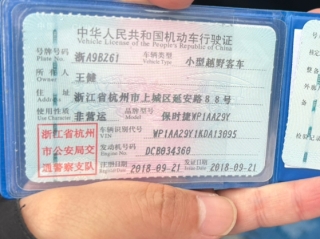 中华人民共和国机动车行驶证
Vehicle License of the People's Republic of China
号牌号码 浙A9BZ61 车辆类型 小型越野客车
Plate No. Vehicle Type
所有人 王健
Owner
住址 浙江省杭州市上城区延安路88号
Address
使用性质 非营运 品牌型号 保时捷WP1AA29Y
Use Character Model
浙江省杭州市公安局交通警察支队
车辆识别代号 WP1AA29Y1KDA13095
VIN
发动机号码 DCB034360
Engine No.
注册日期 2018-09-21 发证日期 2018-09-21
Register Date Issue Date